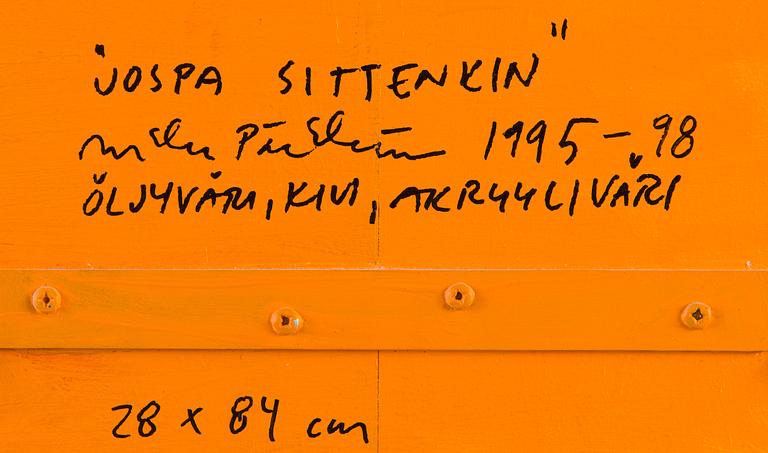 "JOSPA SITTENKIN"
1995-98
ÖLJYVÄRI, KIVI, AKRYYLIVÄRI
28 x 84 cm